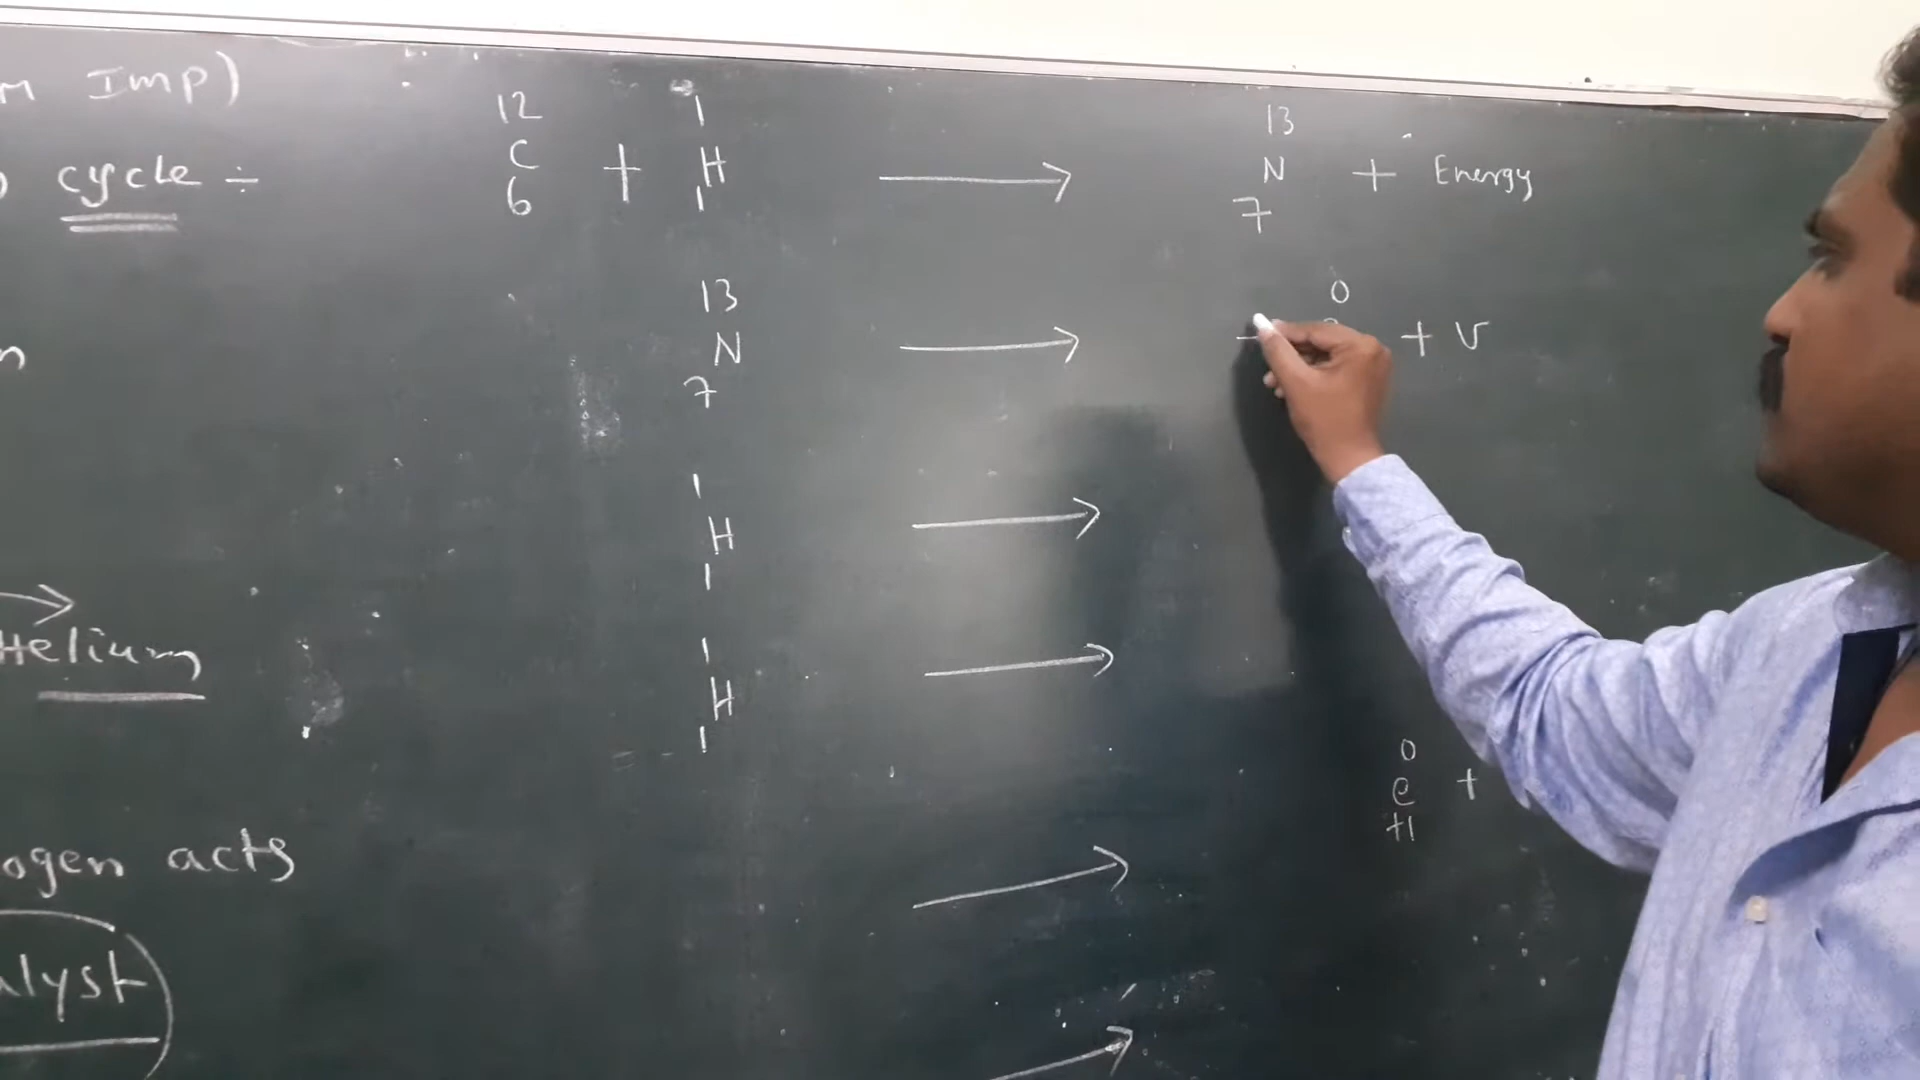 Imp)
cycle ÷
12 1 13
C + H → N + Energy
6 1 7
13 0
N → + + ν
7
1
H →
1
→
Helium
1
H →
1
0
e +
+1
ogen acts
→
alyst
→